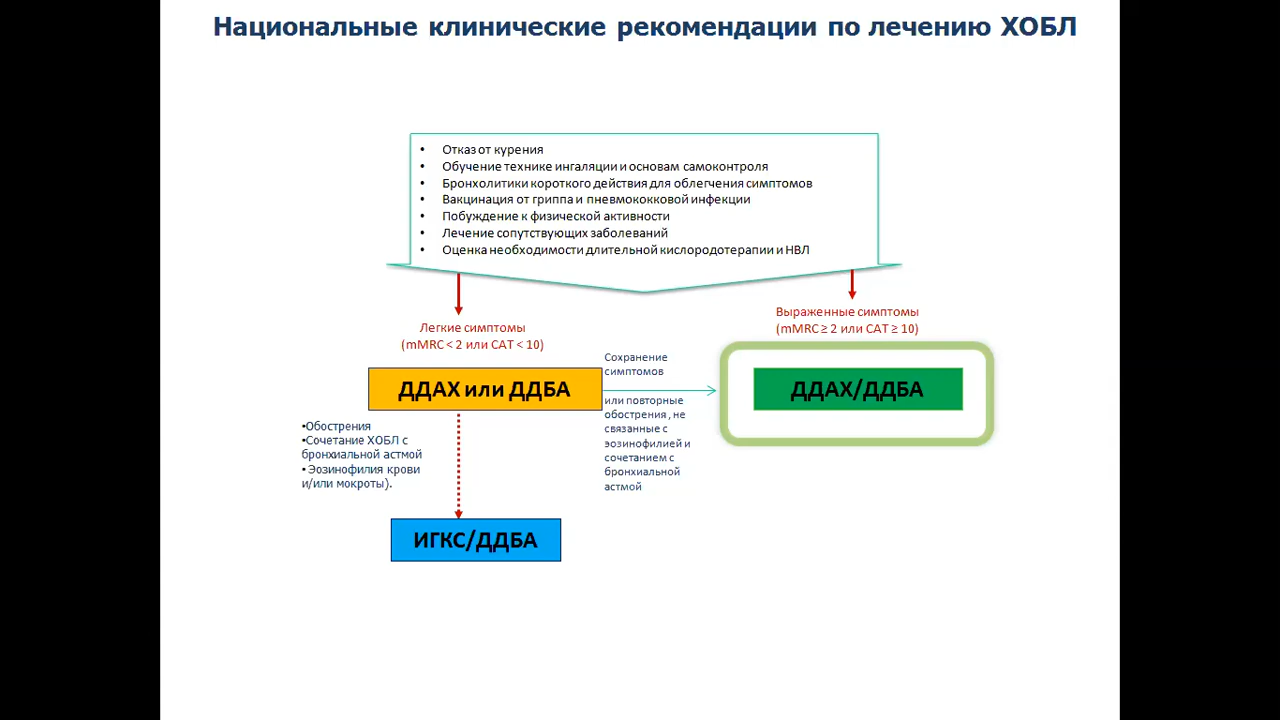 Национальные клинические рекомендации по лечению ХОБЛ
• Отказ от курения
• Обучение технике ингаляции и основам самоконтроля
• Бронхолитики короткого действия для облегчения симптомов
• Вакцинация от гриппа и пневмококковой инфекции
• Побуждение к физической активности
• Лечение сопутствующих заболеваний
• Оценка необходимости длительной кислородотерапии и НВЛ
Легкие симптомы
(mMRC < 2 или CAT < 10)
Выраженные симптомы
(mMRC ≥ 2 или CAT ≥ 10)
ДДАХ или ДДБА
Сохранение
симптомов
или повторные
обострения , не
связанные с
эозинофилией и
сочетанием с
бронхиальной
астмой
ДДАХ/ДДБА
•Обострения
•Сочетание ХОБЛ с
бронхиальной астмой
• Эозинофилия крови
и/или мокроты).
ИГКС/ДДБА